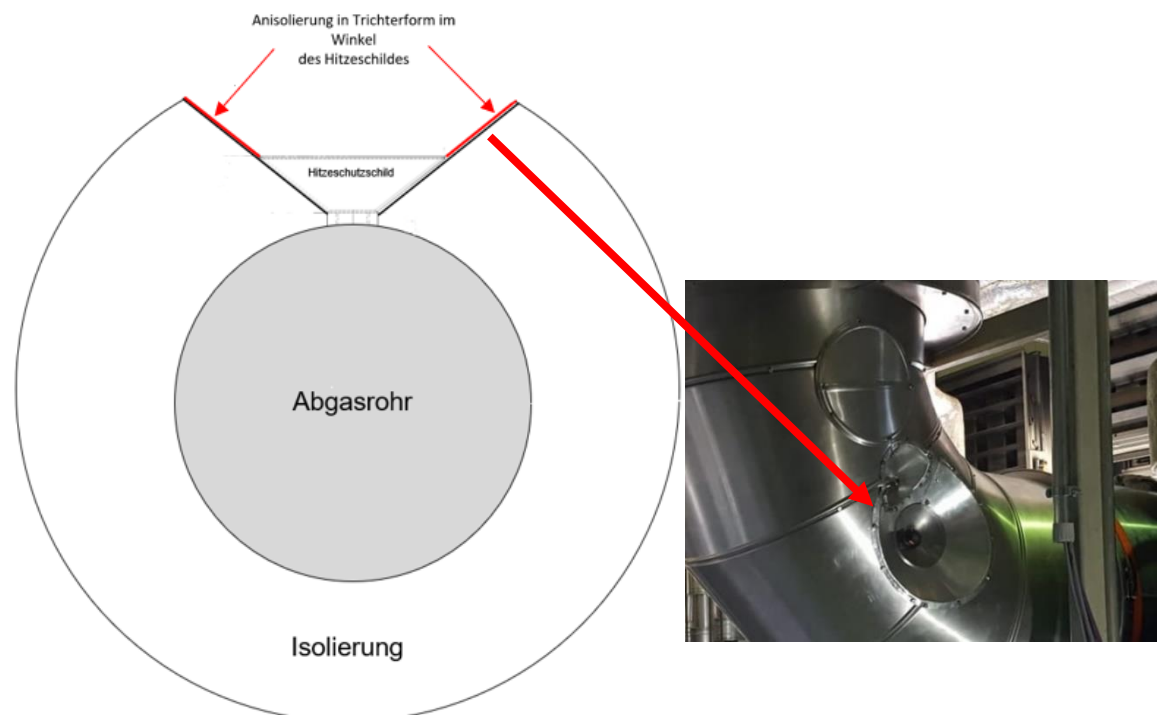 Anisolierung in Trichterform im
Winkel
des Hitzeschildes
Hitzeschutzschild
Abgasrohr
Isolierung